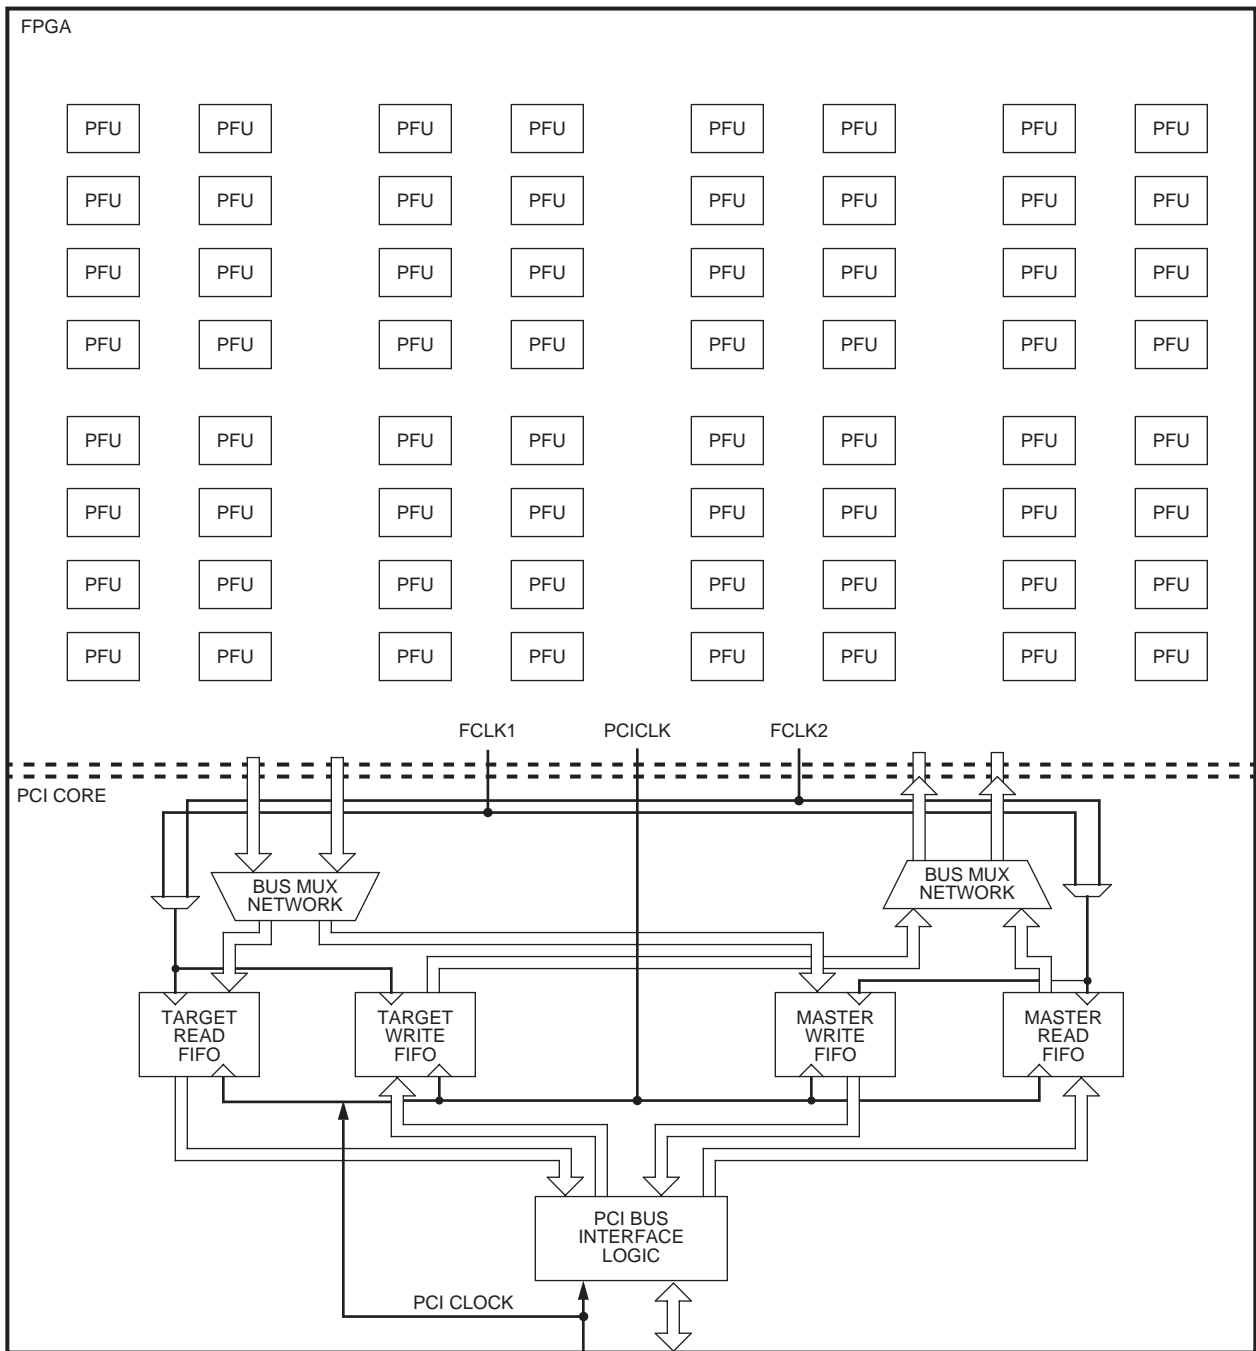 FPGA
PFU PFU PFU PFU PFU PFU PFU PFU
PFU PFU PFU PFU PFU PFU PFU PFU
PFU PFU PFU PFU PFU PFU PFU PFU
PFU PFU PFU PFU PFU PFU PFU PFU
PFU PFU PFU PFU PFU PFU PFU PFU
PFU PFU PFU PFU PFU PFU PFU PFU
PFU PFU PFU PFU PFU PFU PFU PFU
PFU PFU PFU PFU PFU PFU PFU PFU
FCLK1 PCICLK FCLK2
PCI CORE
BUS MUX
NETWORK
BUS MUX
NETWORK
TARGET
READ
FIFO
TARGET
WRITE
FIFO
MASTER
WRITE
FIFO
MASTER
READ
FIFO
PCI BUS
INTERFACE
LOGIC
PCI CLOCK